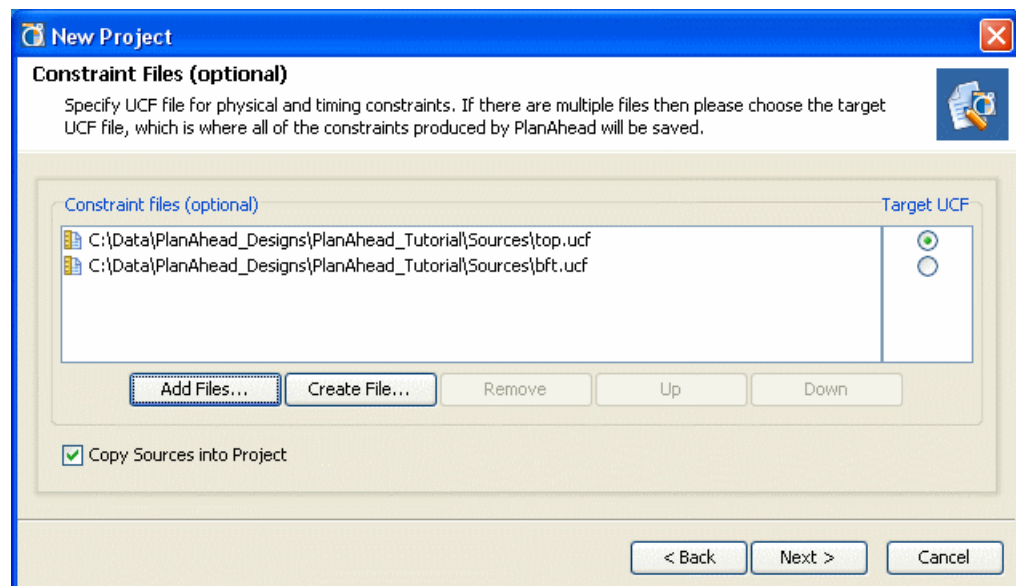 New Project
Constraint Files (optional)
Specify UCF file for physical and timing constraints. If there are multiple files then please choose the target
UCF file, which is where all of the constraints produced by PlanAhead will be saved.
Constraint files (optional) Target UCF
C:\Data\PlanAhead_Designs\PlanAhead_Tutorial\Sources\top.ucf
C:\Data\PlanAhead_Designs\PlanAhead_Tutorial\Sources\bft.ucf
Add Files... Create File... Remove Up Down
Copy Sources into Project
< Back Next > Cancel